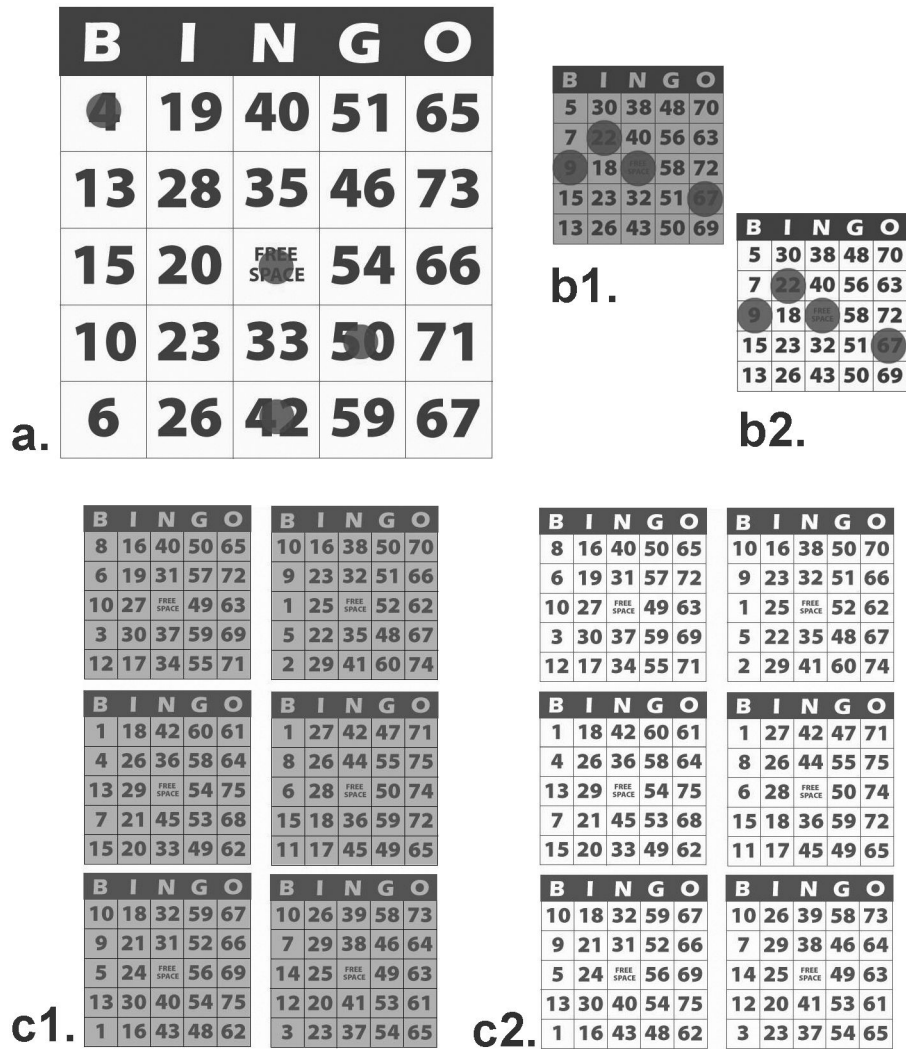 B I N G O
4 19 40 51 65
13 28 35 46 73
15 20 FREE SPACE 54 66
10 23 33 50 71
6 26 42 59 67
a.
B I N G O
5 30 38 48 70
7 22 40 56 63
9 18 FREE SPACE 58 72
15 23 32 51 67
13 26 43 50 69
b1.
B I N G O
5 30 38 48 70
7 22 40 56 63
9 18 FREE SPACE 58 72
15 23 32 51 67
13 26 43 50 69
b2.
B I N G O
8 16 40 50 65
6 19 31 57 72
10 27 FREE SPACE 49 63
3 30 37 59 69
12 17 34 55 71
B I N G O
10 16 38 50 70
9 23 32 51 66
1 25 FREE SPACE 52 62
5 22 35 48 67
2 29 41 60 74
B I N G O
1 18 42 60 61
4 26 36 58 64
13 29 FREE SPACE 54 75
7 21 45 53 68
15 20 33 49 62
B I N G O
1 27 42 47 71
8 26 44 55 75
6 28 FREE SPACE 50 74
15 18 36 59 72
11 17 45 49 65
B I N G O
10 18 32 59 67
9 21 31 52 66
5 24 FREE SPACE 56 69
13 30 40 54 75
1 16 43 48 62
B I N G O
10 26 39 58 73
7 29 38 46 64
14 25 FREE SPACE 49 63
12 20 41 53 61
3 23 37 54 65
c1.
B I N G O
8 16 40 50 65
6 19 31 57 72
10 27 FREE SPACE 49 63
3 30 37 59 69
12 17 34 55 71
B I N G O
10 16 38 50 70
9 23 32 51 66
1 25 FREE SPACE 52 62
5 22 35 48 67
2 29 41 60 74
B I N G O
1 18 42 60 61
4 26 36 58 64
13 29 FREE SPACE 54 75
7 21 45 53 68
15 20 33 49 62
B I N G O
1 27 42 47 71
8 26 44 55 75
6 28 FREE SPACE 50 74
15 18 36 59 72
11 17 45 49 65
B I N G O
10 18 32 59 67
9 21 31 52 66
5 24 FREE SPACE 56 69
13 30 40 54 75
1 16 43 48 62
B I N G O
10 26 39 58 73
7 29 38 46 64
14 25 FREE SPACE 49 63
12 20 41 53 61
3 23 37 54 65
c2.